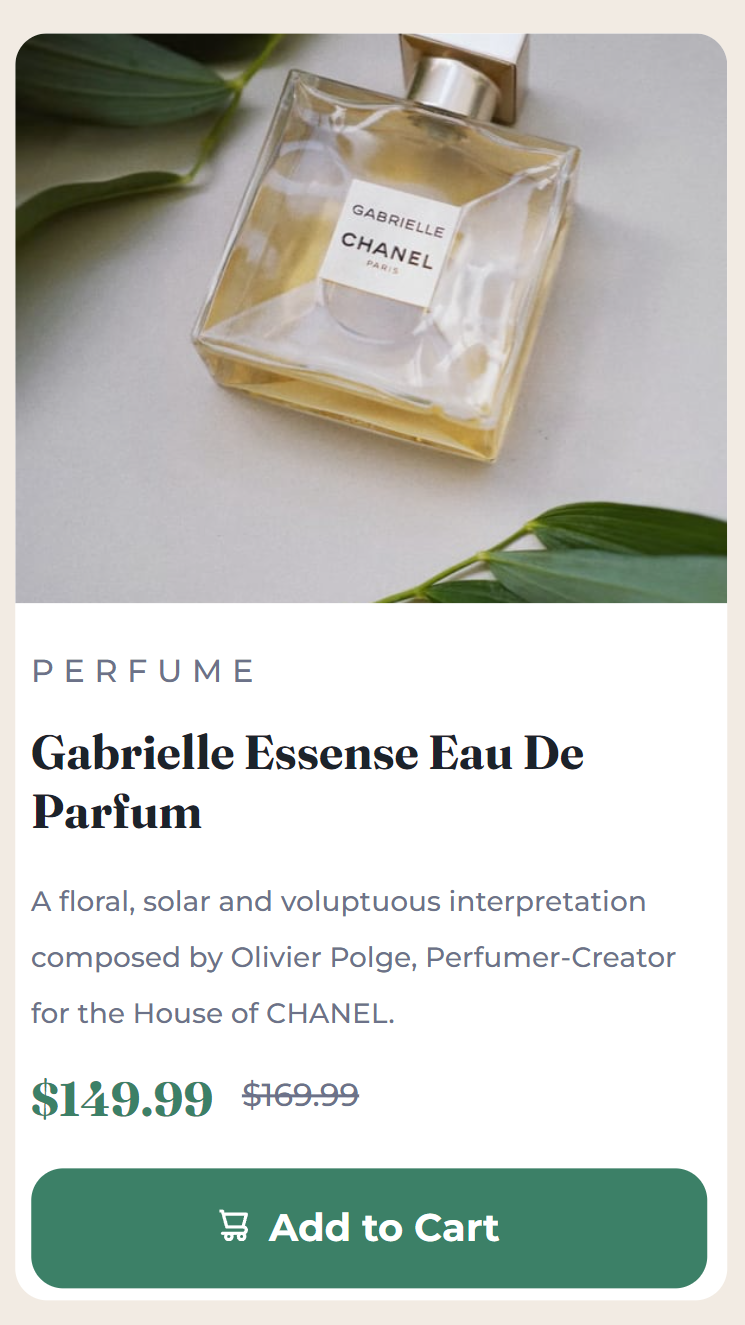 GABRIELLE
CHANEL
PARIS
PERFUME
Gabrielle Essense Eau De
Parfum
A floral, solar and voluptuous interpretation
composed by Olivier Polge, Perfumer-Creator
for the House of CHANEL.
$149.99 $169.99
Add to Cart